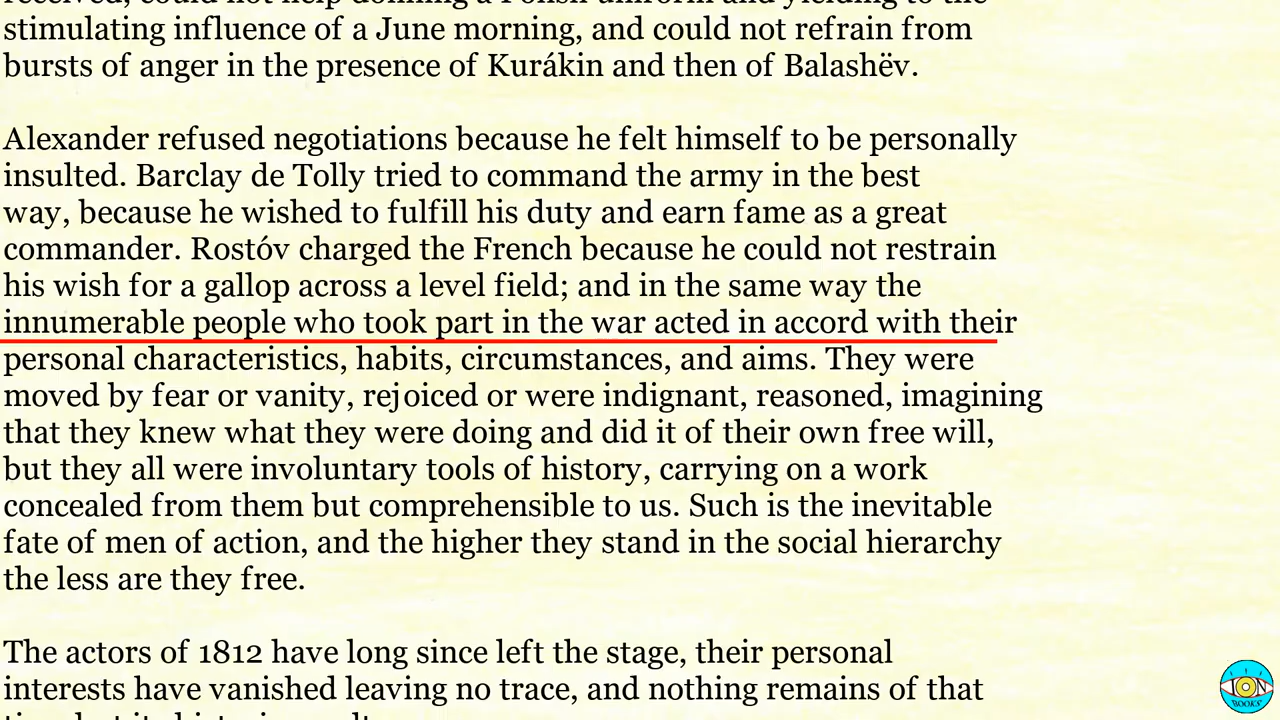 stimulating influence of a June morning, and could not refrain from
bursts of anger in the presence of Kurákin and then of Balashëv.
Alexander refused negotiations because he felt himself to be personally
insulted. Barclay de Tolly tried to command the army in the best
way, because he wished to fulfill his duty and earn fame as a great
commander. Rostóv charged the French because he could not restrain
his wish for a gallop across a level field; and in the same way the
innumerable people who took part in the war acted in accord with their
personal characteristics, habits, circumstances, and aims. They were
moved by fear or vanity, rejoiced or were indignant, reasoned, imagining
that they knew what they were doing and did it of their own free will,
but they all were involuntary tools of history, carrying on a work
concealed from them but comprehensible to us. Such is the inevitable
fate of men of action, and the higher they stand in the social hierarchy
the less are they free.
The actors of 1812 have long since left the stage, their personal
interests have vanished leaving no trace, and nothing remains of that
ION
BOOKS